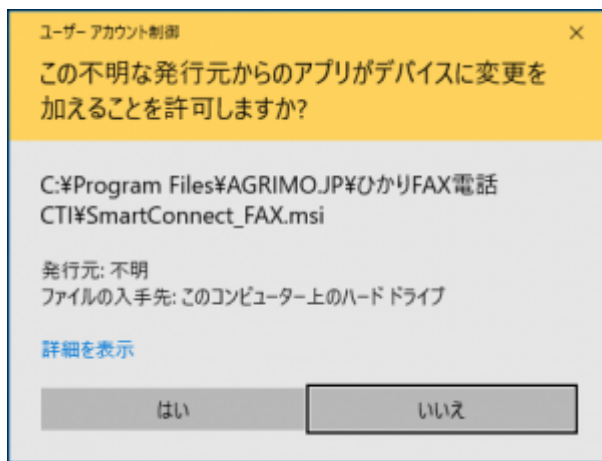 ユーザー アカウント制御
この不明な発行元からのアプリがデバイスに変更を
加えることを許可しますか?
C:¥Program Files¥AGRIMO.JP¥ひかりFAX電話
CTI¥SmartConnect_FAX.msi
発行元: 不明
ファイルの入手先: このコンピューター上のハード ドライブ
詳細を表示
はい
いいえ